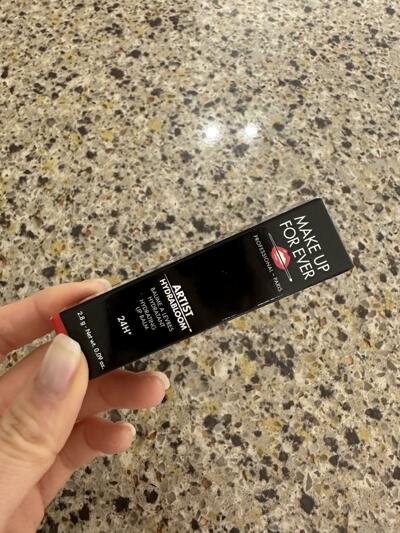 MAKE UP
FOR EVER
PROFESSIONAL - PARIS
ARTIST
HYDRABLOOM
BAUME À LÈVRES
HYDRATANT
HYDRATING
LIP BALM
24H*
2.8 g - Net wt. 0.09 oz.